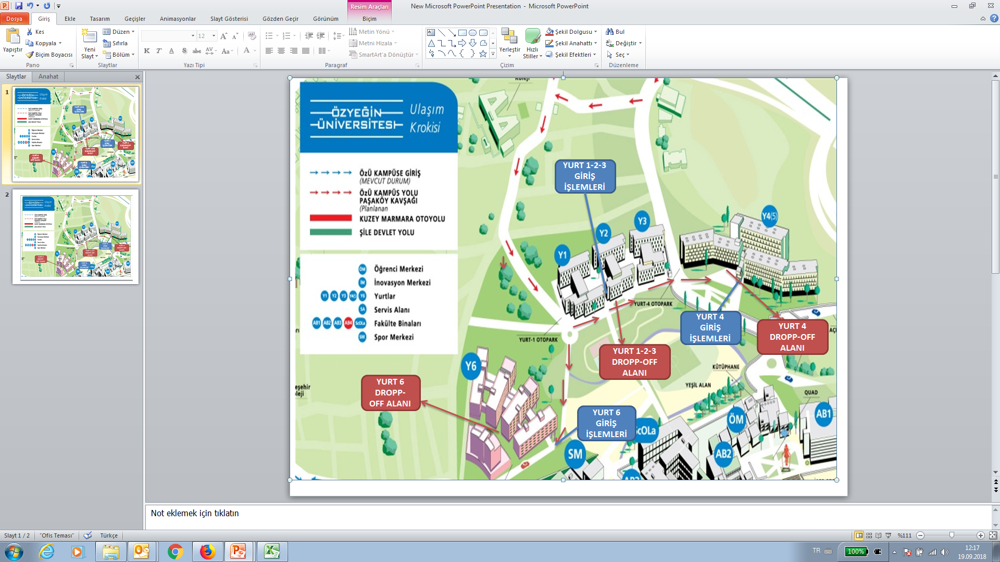 New Microsoft PowerPoint Presentation - Microsoft PowerPoint
Resim Araçları
Dosya
Giriş
Ekle
Tasarım
Geçişler
Animasyonlar
Slayt Gösterisi
Gözden Geçir
Görünüm
Biçim
Yapıştır
Kes
Kopyala
Biçim Boyacısı
Pano
Yeni
Slayt
Düzen
Sıfırla
Bölüm
Slaytlar
12
Yazı Tipi
Metin Yönü
Metni Hizala
SmartArt'a Dönüştür
Paragraf
Yerleştir
Hızlı
Stiller
Şekil Dolgusu
Şekil Anahattı
Şekil Efektleri
Çizim
Bul
Değiştir
Seç
Düzenleme
Slaytlar
Anahat
1
2
ÖZYEĞİN
ÜNİVERSİTESİ
Ulaşım
Krokisi
ÖzÜ KAMPÜSE GİRİŞ
(MEVCUT DURUM)
ÖzÜ KAMPÜS YOLU
PAŞAKÖY KAVŞAĞI
(Planlanan
KUZEY MARMARA OTOYOLU
ŞİLE DEVLET YOLU
ÖM Öğrenci Merkezi
İM İnovasyon Merkezi
Y1 Y2 Y3 Y4(5) Y6 Yurtlar
SA Servis Alanı
AB1 AB2 AB3 AB4 ScOLa Fakülte Binaları
SM Spor Merkezi
YURT 1-2-3
GİRİŞ
İŞLEMLERİ
Y1
Y2
Y3
Y4(5)
YURT-4 OTOPARK
YURT-1 OTOPARK
YURT 4
GİRİŞ
İŞLEMLERİ
YURT 4
DROPP-OFF
ALANI
YURT 1-2-3
DROPP-OFF
ALANI
Y6
YURT 6
DROPP-
OFF ALANI
KÜTÜPHANE
YEŞİL ALAN
QUAD
YURT 6
GİRİŞ
İŞLEMLERİ
ScOLa
ÖM
AB1
AB2
SM
Not eklemek için tıklatın
Slayt 1 / 2
"Ofis Teması"
Türkçe
%111
TR
100%
12:17
19.09.2018